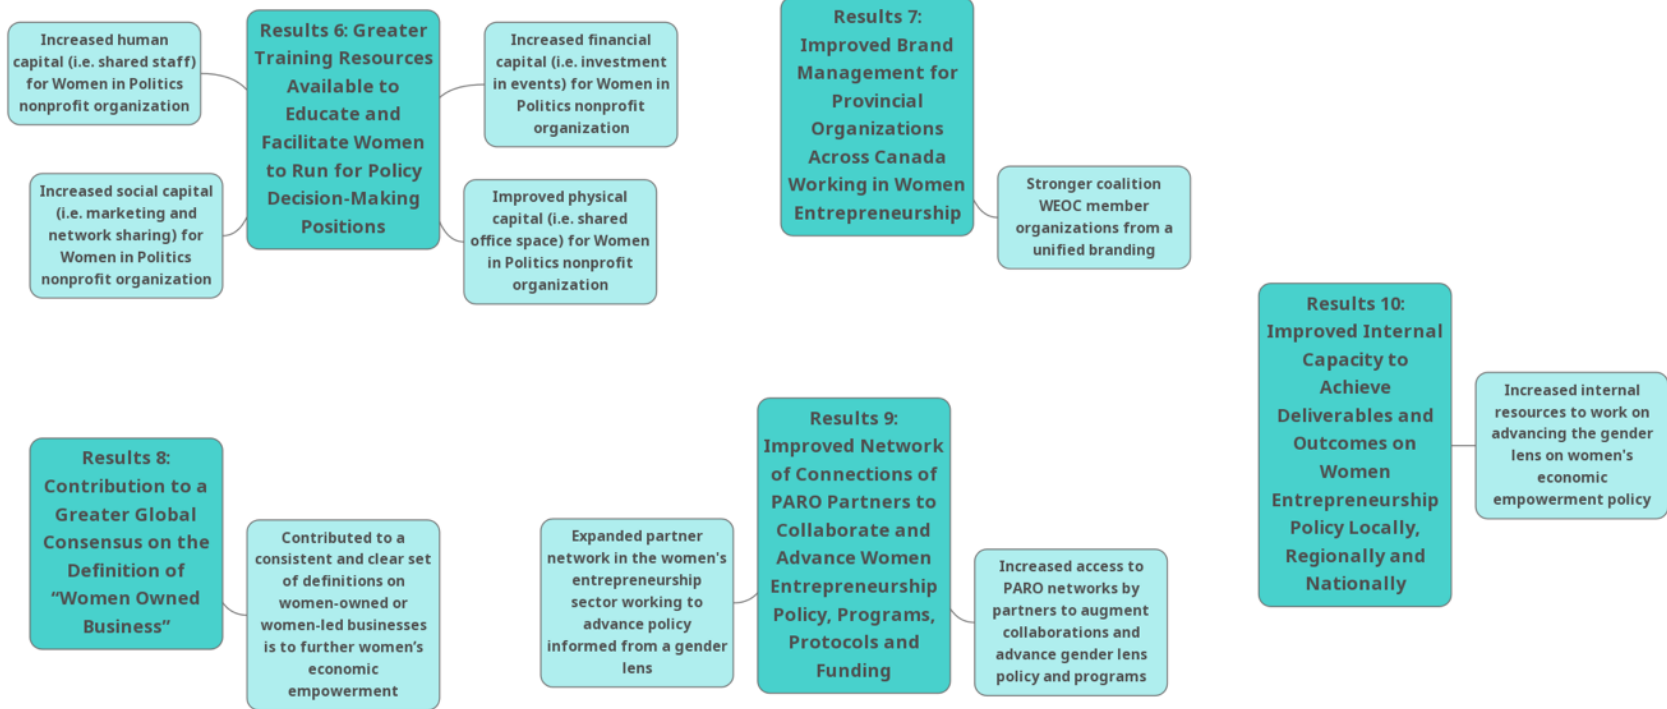 Increased human
capital (i.e. shared staff)
for Women in Politics
nonprofit organization
Results 6: Greater
Training Resources
Available to
Educate and
Facilitate Women
to Run for Policy
Decision-Making
Positions
Increased financial
capital (i.e. investment
in events) for Women in
Politics nonprofit
organization
Increased social capital
(i.e. marketing and
network sharing) for
Women in Politics
nonprofit organization
Improved physical
capital (i.e. shared
office space) for Women
in Politics nonprofit
organization
Results 7:
Improved Brand
Management for
Provincial
Organizations
Across Canada
Working in Women
Entrepreneurship
Stronger coalition
WEOC member
organizations from a
unified branding
Results 8:
Contribution to a
Greater Global
Consensus on the
Definition of
“Women Owned
Business”
Contributed to a
consistent and clear set
of definitions on
women-owned or
women-led businesses
is to further women’s
economic
empowerment
Expanded partner
network in the women's
entrepreneurship
sector working to
advance policy
informed from a gender
lens
Results 9:
Improved Network
of Connections of
PARO Partners to
Collaborate and
Advance Women
Entrepreneurship
Policy, Programs,
Protocols and
Funding
Increased access to
PARO networks by
partners to augment
collaborations and
advance gender lens
policy and programs
Results 10:
Improved Internal
Capacity to
Achieve
Deliverables and
Outcomes on
Women
Entrepreneurship
Policy Locally,
Regionally and
Nationally
Increased internal
resources to work on
advancing the gender
lens on women's
economic
empowerment policy